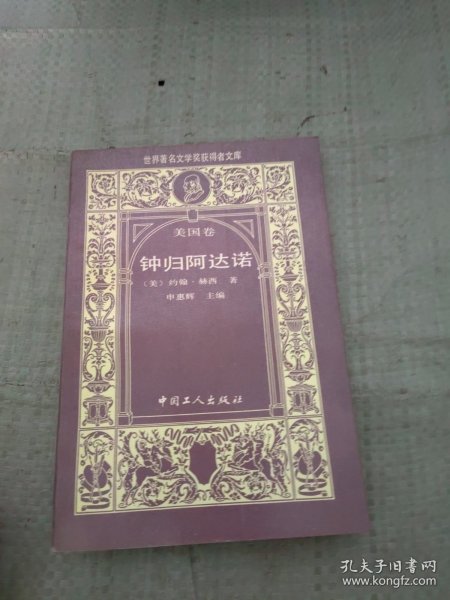 世界著名文学奖获得者文库
美国卷
钟归阿达诺
（美）约翰·赫西 著
申惠辉 主编
中国工人出版社
孔夫子旧书网
www.kongfz.com